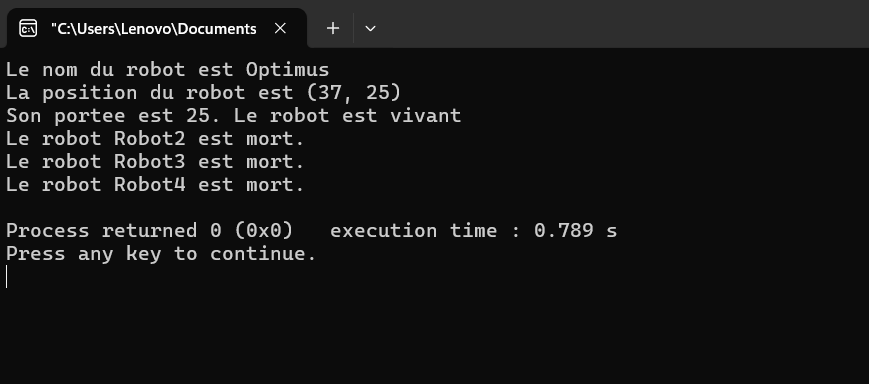 "C:\Users\Lenovo\Documents
Le nom du robot est Optimus
La position du robot est (37, 25)
Son portee est 25. Le robot est vivant
Le robot Robot2 est mort.
Le robot Robot3 est mort.
Le robot Robot4 est mort.
Process returned 0 (0x0)   execution time : 0.789 s
Press any key to continue.